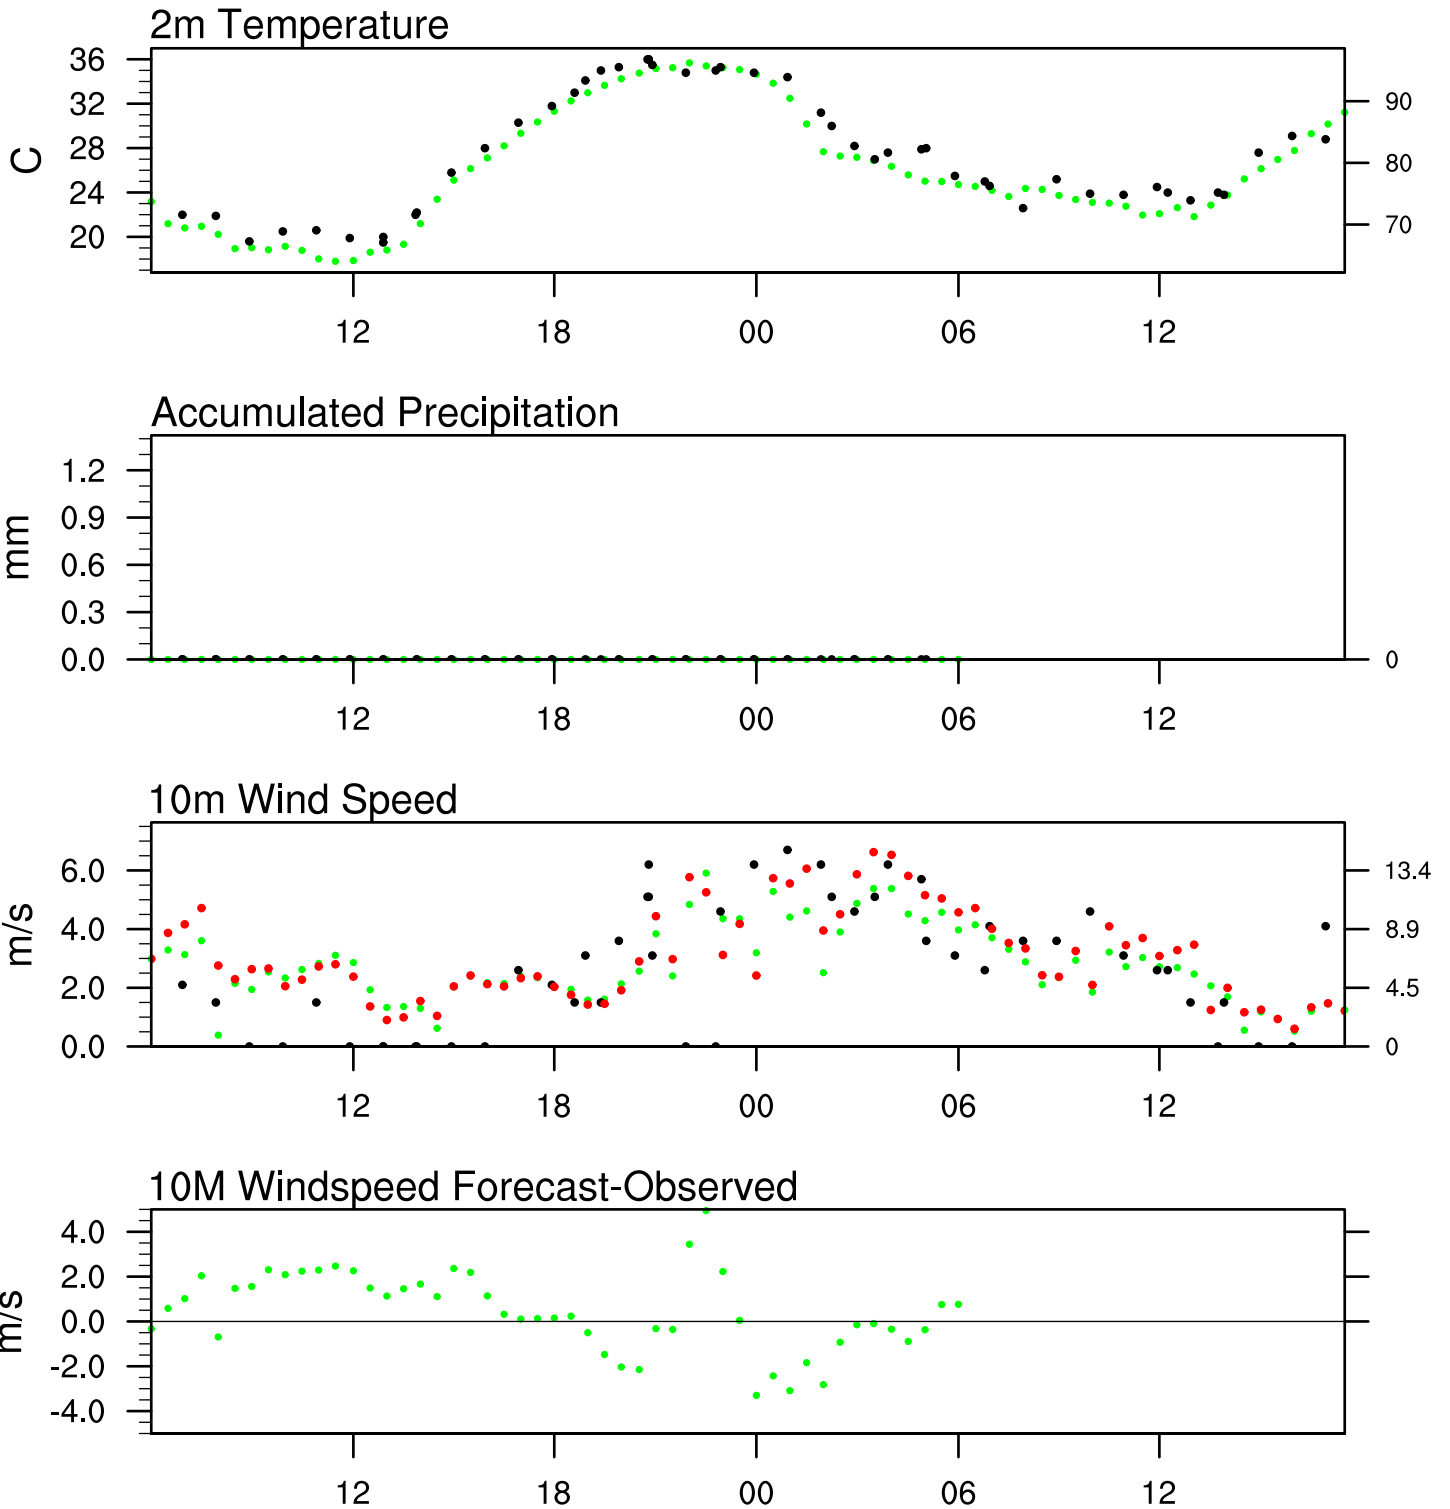 2m Temperature
36
32
28
24
20
C
90
80
70
12 18 00 06 12
Accumulated Precipitation
1.2
0.9
0.6
0.3
0.0
mm
0
12 18 00 06 12
10m Wind Speed
6.0
4.0
2.0
0.0
m/s
13.4
8.9
4.5
0
12 18 00 06 12
10M Windspeed Forecast-Observed
4.0
2.0
0.0
-2.0
-4.0
m/s
12 18 00 06 12